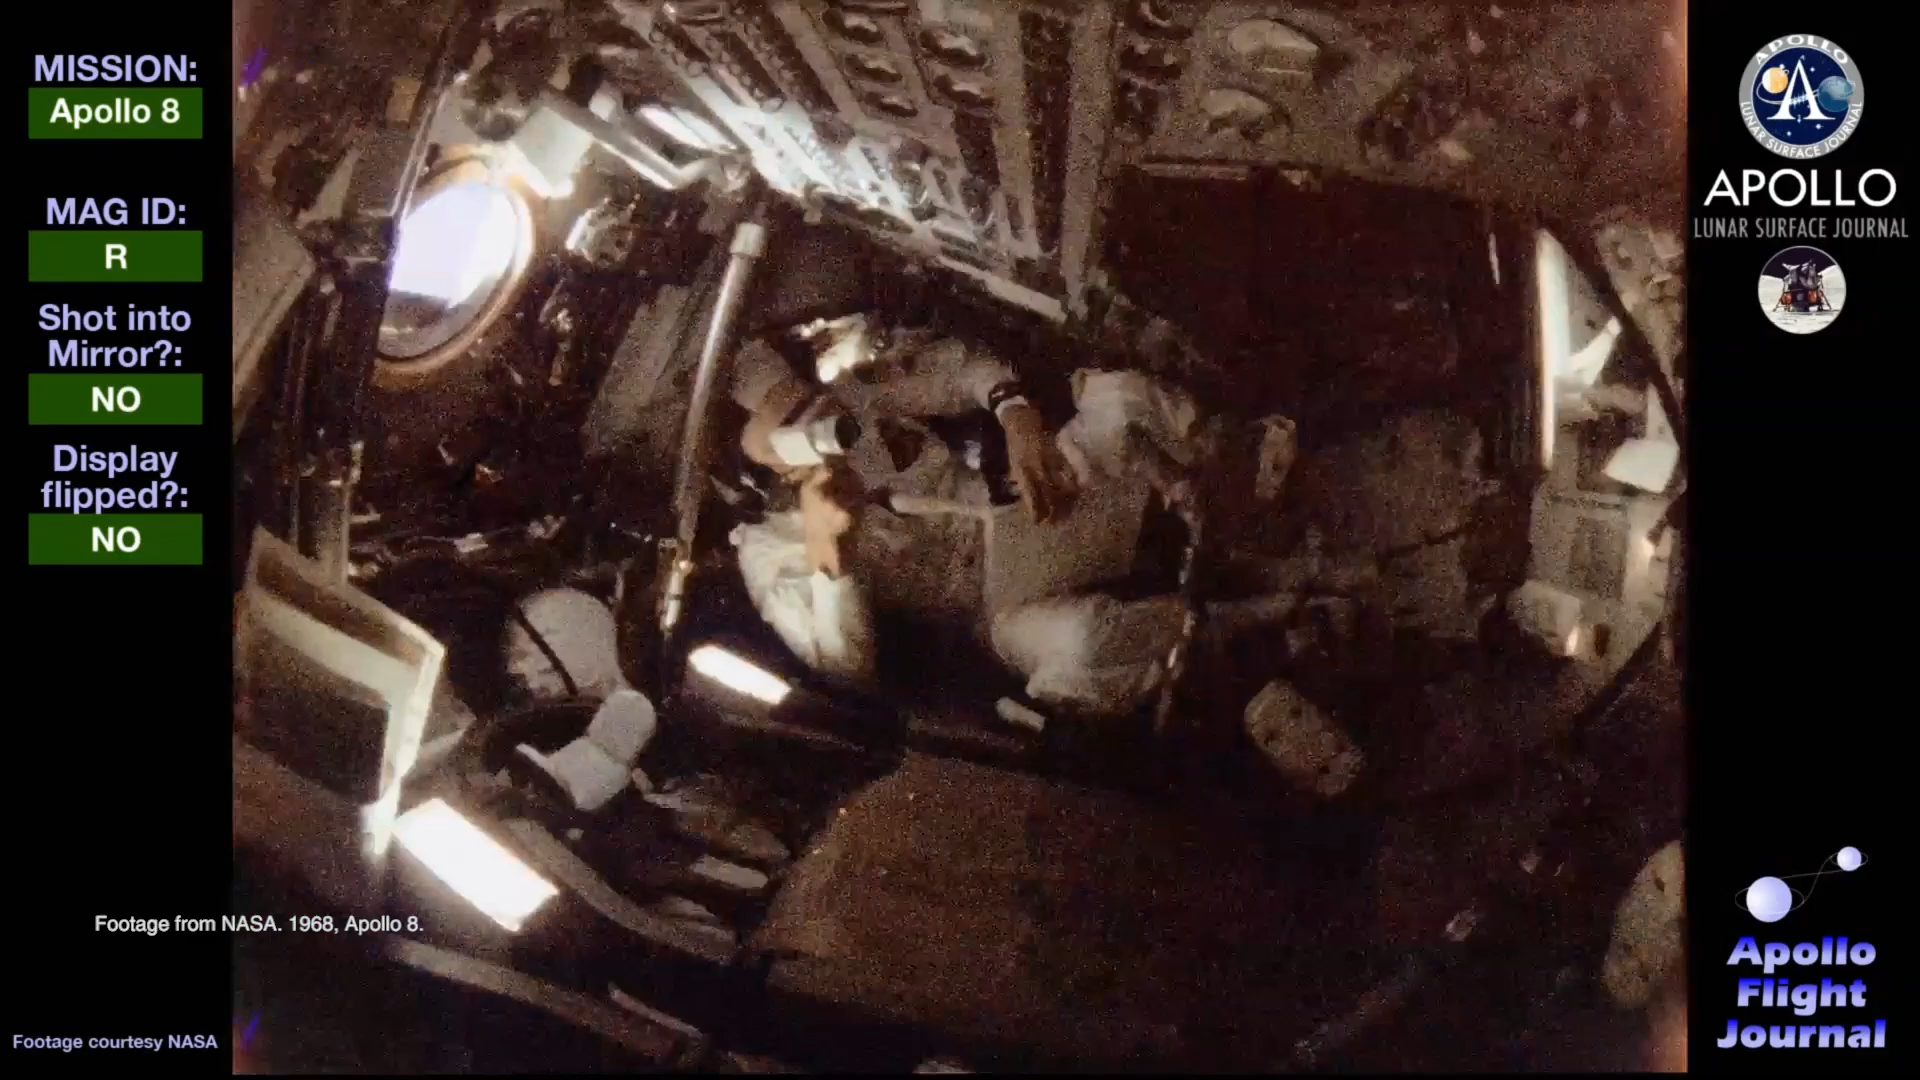 MISSION:
Apollo 8
MAG ID:
R
Shot into
Mirror?:
NO
Display
flipped?:
NO
Footage from NASA. 1968, Apollo 8.
Footage courtesy NASA
APOLLO
LUNAR SURFACE JOURNAL
APOLLO
LUNAR SURFACE JOURNAL
Apollo
Flight
Journal